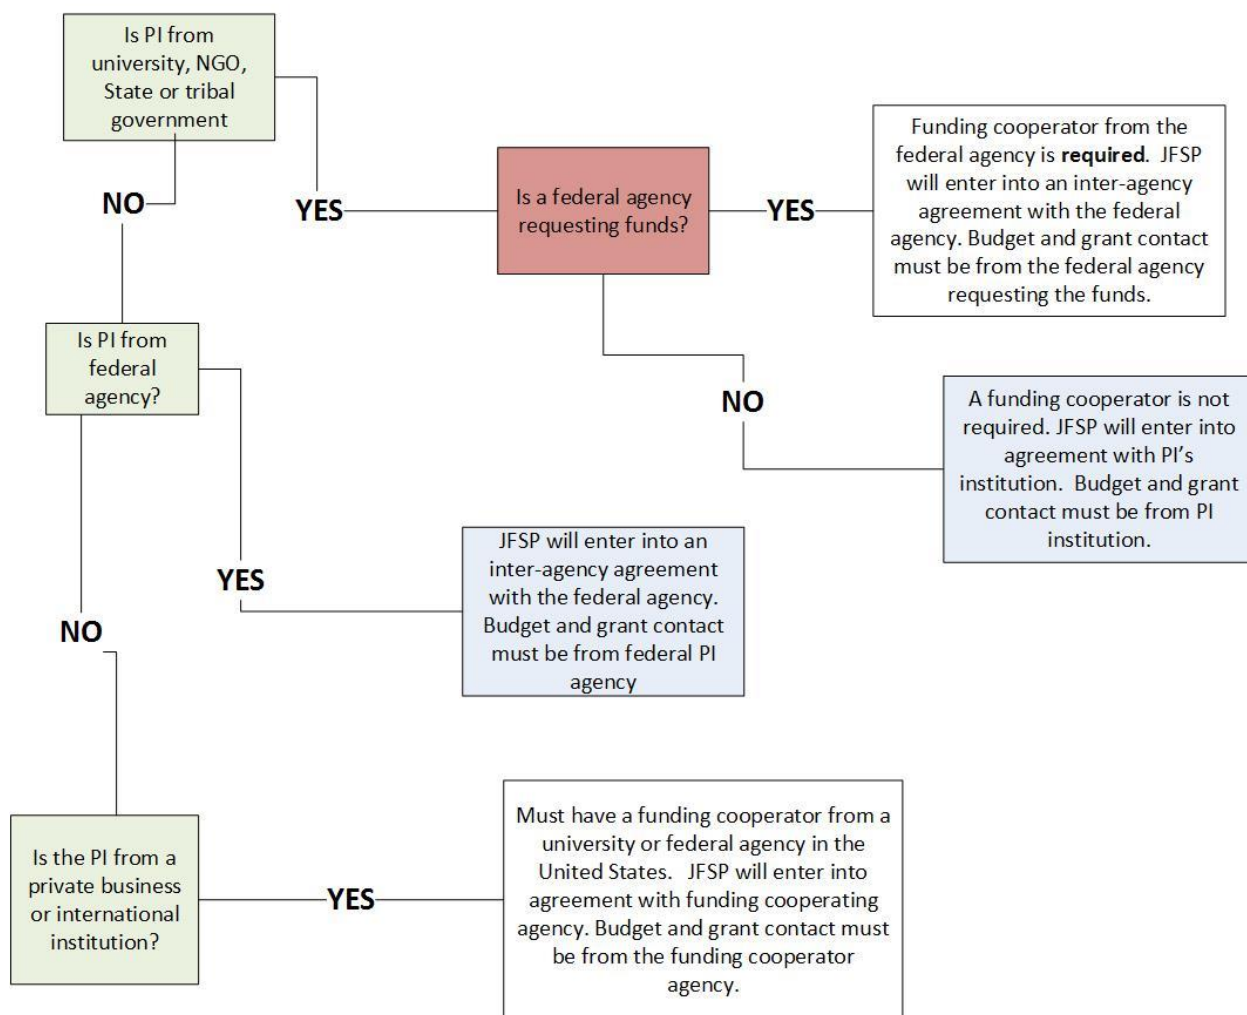 Is PI from
university, NGO,
State or tribal
government
NO
YES
Is a federal agency
requesting funds?
YES
Funding cooperator from the
federal agency is required.  JFSP
will enter into an inter-agency
agreement with the federal
agency. Budget and grant contact
must be from the federal agency
requesting the funds.
NO
A funding cooperator is not
required. JFSP will enter into
agreement with PI’s
institution.  Budget and grant
contact must be from PI
institution.
Is PI from
federal
agency?
YES
JFSP will enter into an
inter-agency agreement
with the federal agency.
Budget and grant contact
must be from federal PI
agency
NO
Is the PI from a
private business
or international
institution?
YES
Must have a funding cooperator from a
university or federal agency in the
United States.   JFSP will enter into
agreement with funding cooperating
agency. Budget and grant contact must
be from the funding cooperator
agency.